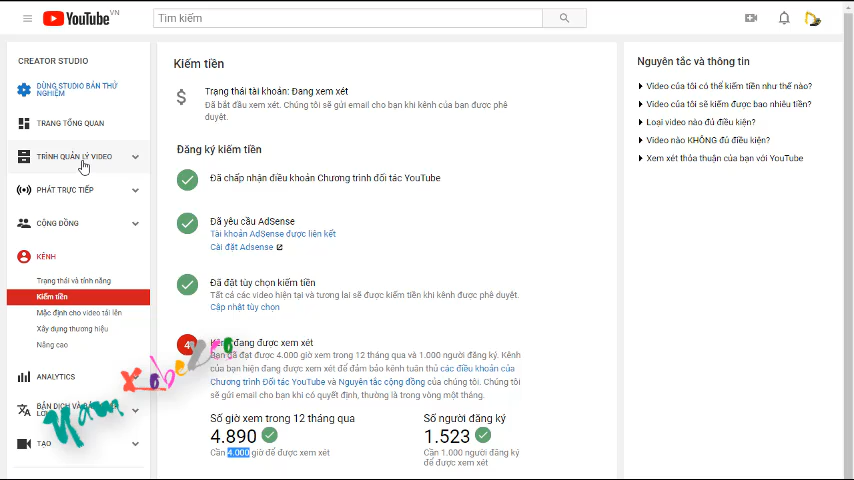 YouTube VN
Tìm kiếm
CREATOR STUDIO
DÙNG STUDIO BẢN THỬ
NGHIỆM
TRANG TỔNG QUAN
TRÌNH QUẢN LÝ VIDEO
PHÁT TRỰC TIẾP
CỘNG ĐỒNG
KÊNH
Trạng thái và tính năng
Kiếm tiền
Mặc định cho video tải lên
Xây dựng thương hiệu
Nâng cao
ANALYTICS
BẢN DỊCH VÀ
TẠO
Kiếm tiền
Trạng thái tài khoản: Đang xem xét
Đã bắt đầu xem xét. Chúng tôi sẽ gửi email cho bạn khi kênh của bạn được phê
duyệt.
Đăng ký kiếm tiền
Đã chấp nhận điều khoản Chương trình đối tác YouTube
Đã yêu cầu AdSense
Tài khoản AdSense được liên kết
Cài đặt Adsense
Đã đặt tùy chọn kiếm tiền
Tất cả các video hiện tại và tương lai sẽ được kiếm tiền khi kênh được phê duyệt.
Cập nhật tùy chọn
4
Kênh đang được xem xét
Bạn đã đạt được 4.000 giờ xem trong 12 tháng qua và 1.000 người đăng ký. Kênh
của bạn hiện đang được xem xét để đảm bảo kênh tuân thủ các điều khoản của
Chương trình Đối tác YouTube và Nguyên tắc cộng đồng của chúng tôi. Chúng tôi
sẽ gửi email cho bạn khi có quyết định, thường là trong vòng một tháng.
Số giờ xem trong 12 tháng qua
4.890
Cần 4.000 giờ để được xem xét
Số người đăng ký
1.523
Cần 1.000 người đăng ký
để được xem xét
Nguyên tắc và thông tin
Video của tôi có thể kiếm tiền như thế nào?
Video của tôi sẽ kiếm được bao nhiêu tiền?
Loại video nào đủ điều kiện?
Video nào KHÔNG đủ điều kiện?
Xem xét thỏa thuận của bạn với YouTube
Nam xobezco